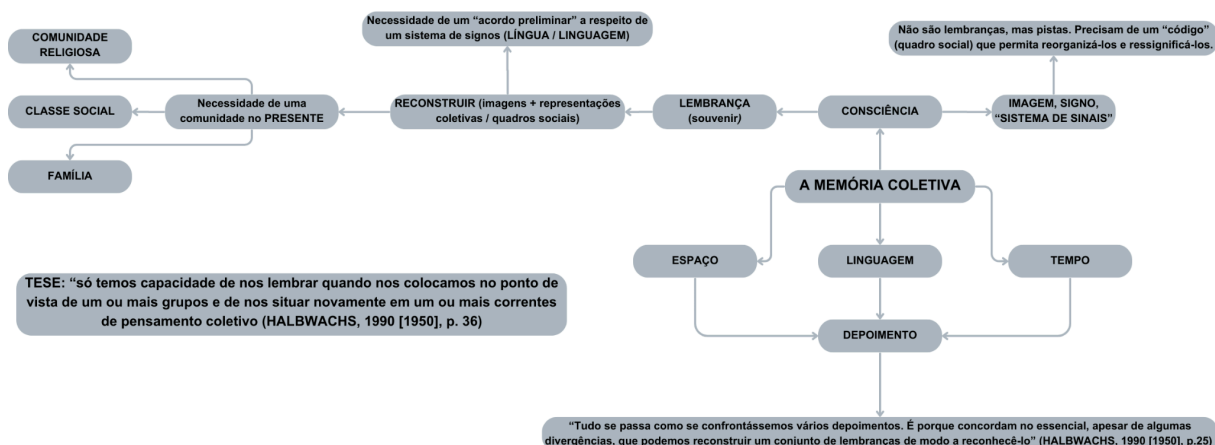 Necessidade de um “acordo preliminar” a respeito de
um sistema de signos (LÍNGUA / LINGUAGEM)
COMUNIDADE
RELIGIOSA
Não são lembranças, mas pistas. Precisam de um “código”
(quadro social) que permita reorganizá-los e ressignificá-los.
CLASSE SOCIAL
Necessidade de uma
comunidade no PRESENTE
RECONSTRUIR (imagens + representações
coletivas / quadros sociais)
LEMBRANÇA
(souvenir)
CONSCIÊNCIA
IMAGEM, SIGNO,
“SISTEMA DE SINAIS”
FAMÍLIA
A MEMÓRIA COLETIVA
ESPAÇO
LINGUAGEM
TEMPO
TESE: “só temos capacidade de nos lembrar quando nos colocamos no ponto de
vista de um ou mais grupos e de nos situar novamente em um ou mais correntes
de pensamento coletivo (HALBWACHS, 1990 [1950], p. 36)
DEPOIMENTO
“Tudo se passa como se confrontássemos vários depoimentos. É porque concordam no essencial, apesar de algumas
divergências, que podemos reconstruir um conjunto de lembranças de modo a reconhecê-lo” (HALBWACHS, 1990 [1950], p.25)